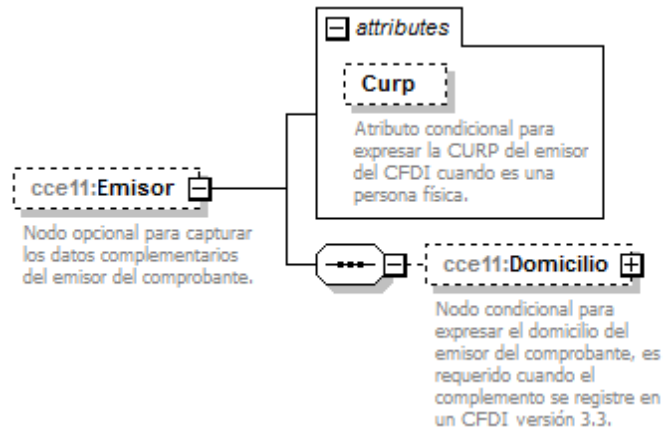 attributes
Curp
Atributo condicional para
expresar la CURP del emisor
del CFDI cuando es una
persona física.
cce11:Emisor
Nodo opcional para capturar
los datos complementarios
del emisor del comprobante.
cce11:Domicilio
Nodo condicional para
expresar el domicilio del
emisor del comprobante, es
requerido cuando el
complemento se registre en
un CFDI versión 3.3.